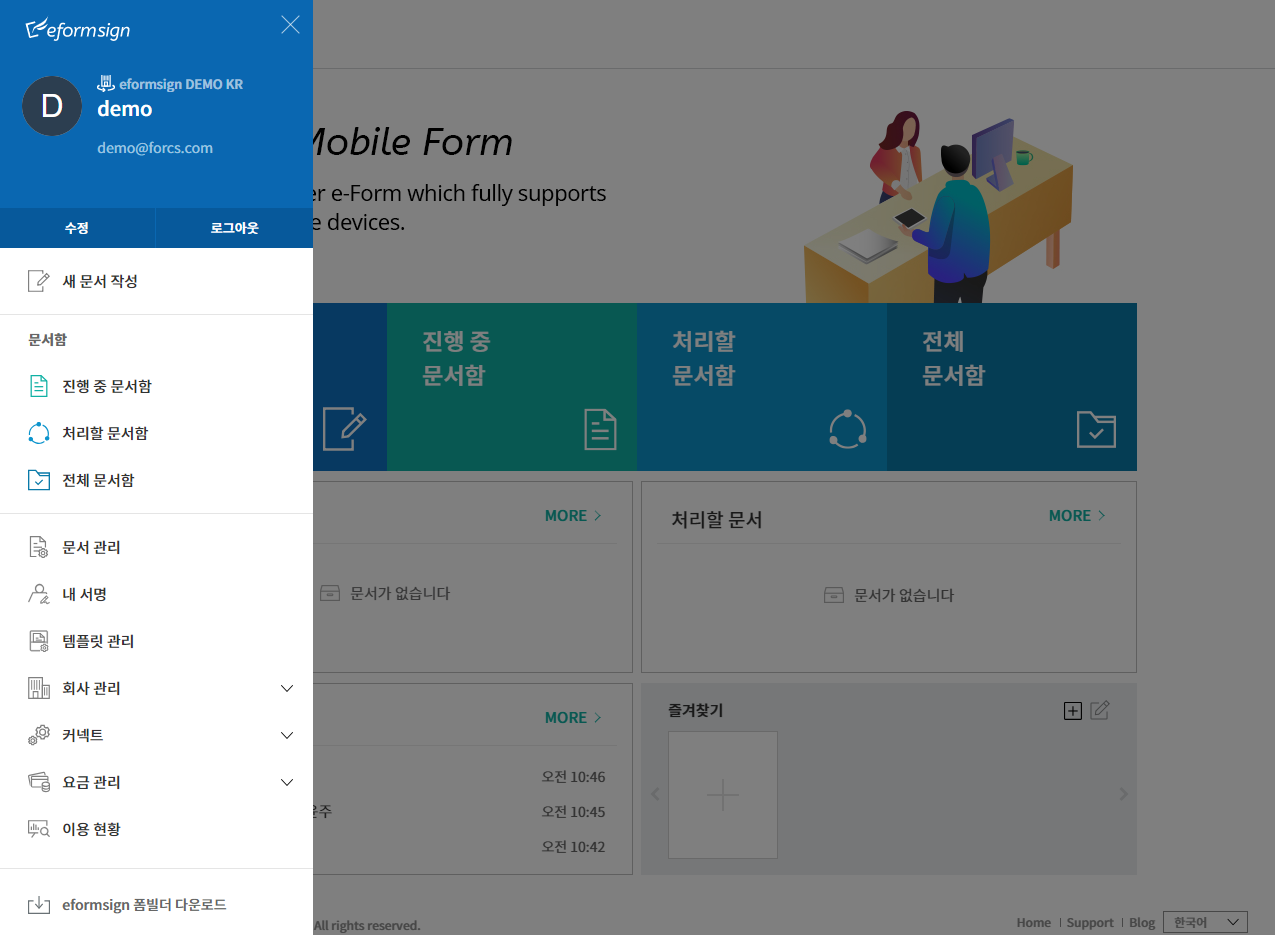 eformsign
D
eformsign DEMO KR
demo
demo@forcs.com
수정
로그아웃
새 문서 작성
문서함
진행 중 문서함
처리할 문서함
전체 문서함
문서 관리
내 서명
템플릿 관리
회사 관리
커넥트
요금 관리
이용 현황
eformsign 폼빌더 다운로드
Mobile Form
e-Form which fully supports
devices.
진행 중
문서함
처리할
문서함
전체
문서함
MORE
문서가 없습니다
처리할 문서
MORE
문서가 없습니다
MORE
오전 10:46
윤주
오전 10:45
오전 10:42
즐겨찾기
All rights reserved.
Home
Support
Blog
한국어